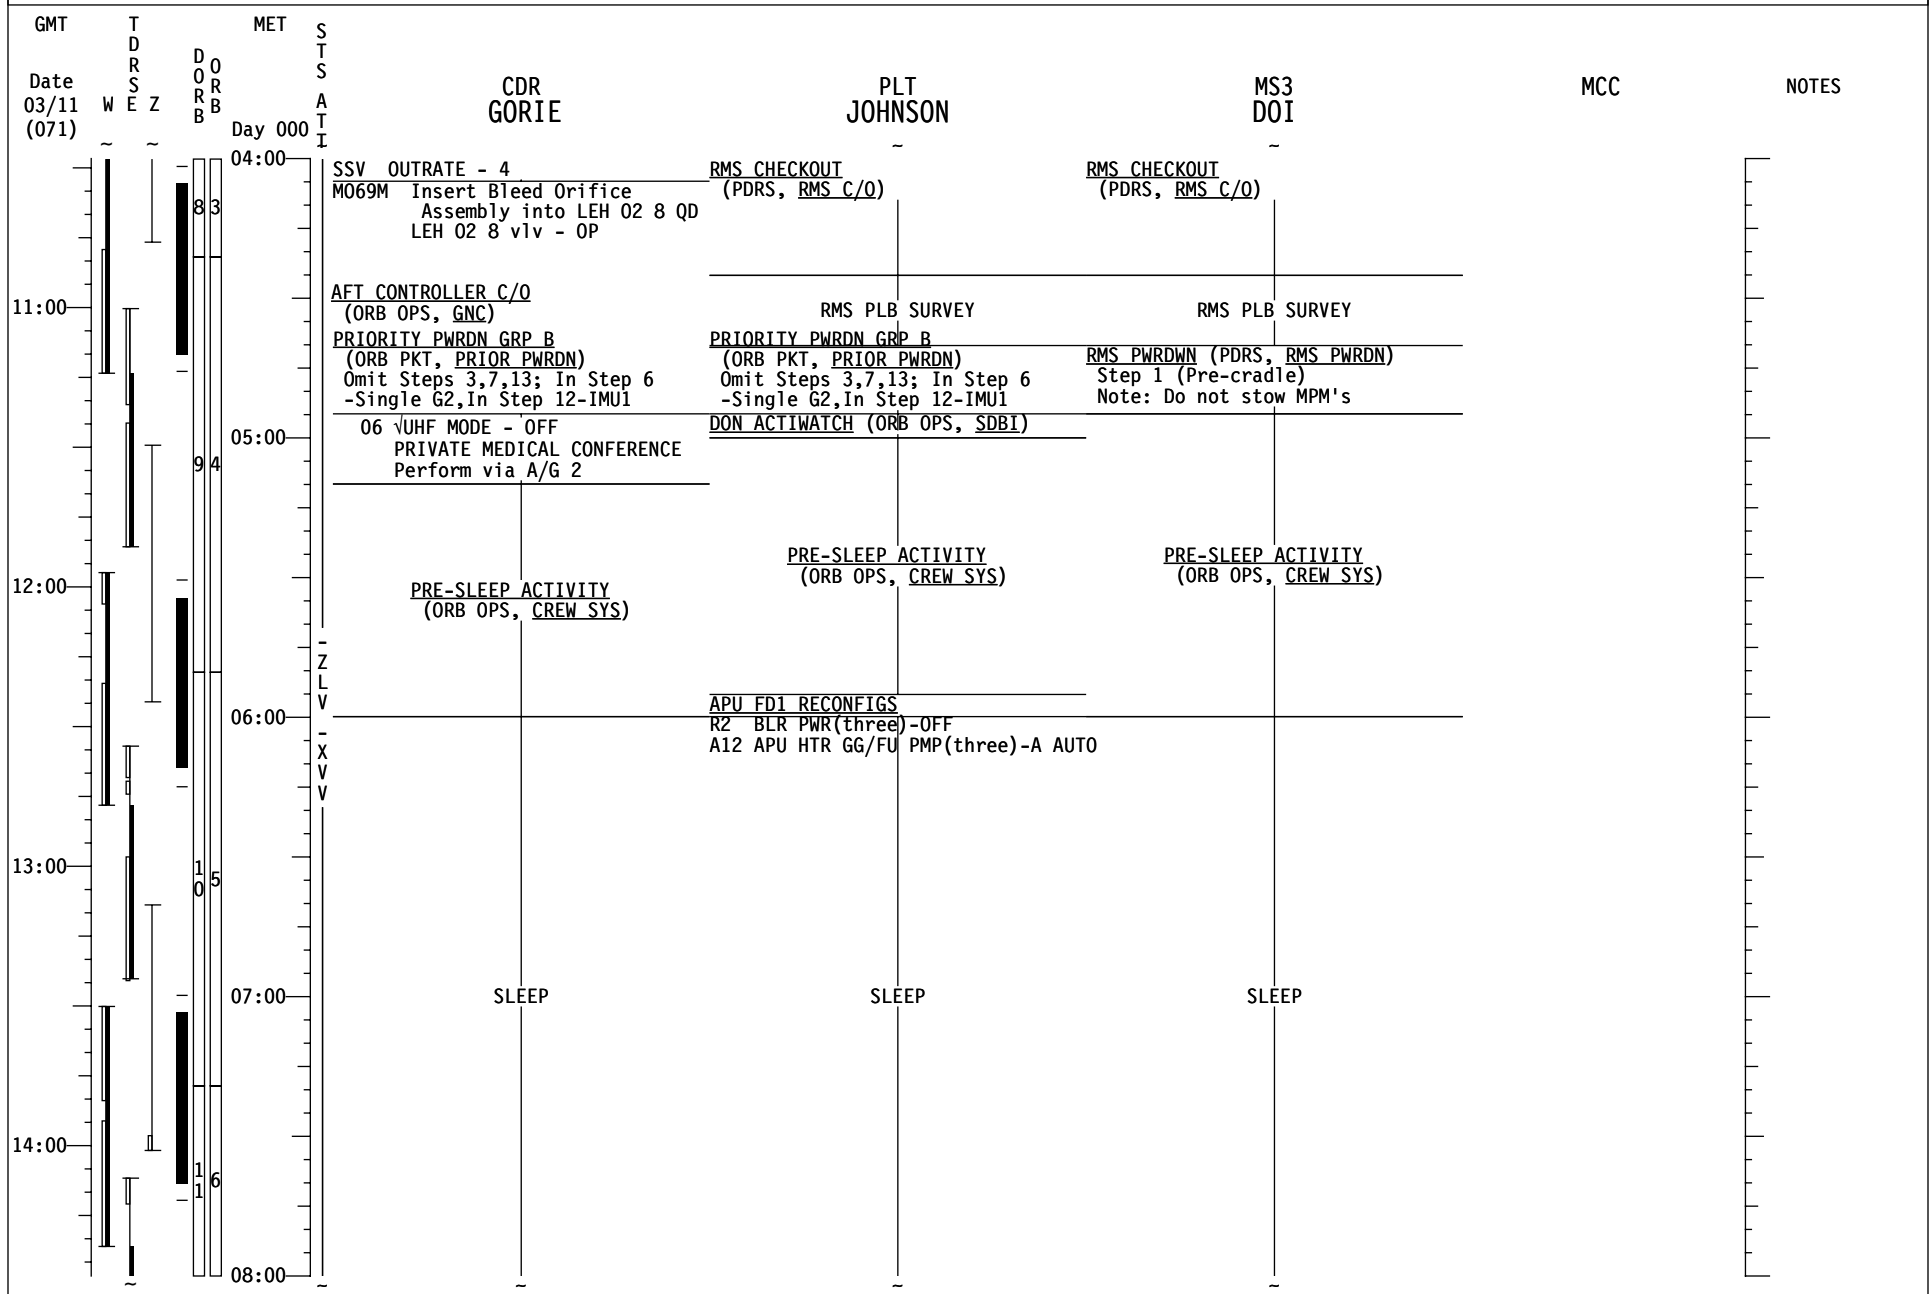 GMT
Date
03/11
(071)
TDRS
W E Z
DORB
ORB
MET
Day 000
STS ATT
CDR
GORIE
PLT
JOHNSON
MS3
DOI
MCC
NOTES
~ ~ ~ ~
04:00
05:00
06:00
07:00
08:00
11:00
12:00
13:00
14:00
8 3
9 4
10 5
11 6
-ZLV
-XVV
SSV OUTRATE - 4
MO69M Insert Bleed Orifice
Assembly into LEH O2 8 QD
LEH O2 8 vlv - OP
AFT CONTROLLER C/O
(ORB OPS, GNC)
PRIORITY PWRDN GRP B
(ORB PKT, PRIOR PWRDN)
Omit Steps 3,7,13; In Step 6
-Single G2,In Step 12-IMU1
06 √UHF MODE - OFF
PRIVATE MEDICAL CONFERENCE
Perform via A/G 2
PRE-SLEEP ACTIVITY
(ORB OPS, CREW SYS)
SLEEP
RMS CHECKOUT
(PDRS, RMS C/O)
RMS PLB SURVEY
PRIORITY PWRDN GRP B
(ORB PKT, PRIOR PWRDN)
Omit Steps 3,7,13; In Step 6
-Single G2,In Step 12-IMU1
DON ACTIWATCH (ORB OPS, SDBI)
PRE-SLEEP ACTIVITY
(ORB OPS, CREW SYS)
APU FD1 RECONFIGS
R2 BLR PWR(three)-OFF
A12 APU HTR GG/FU PMP(three)-A AUTO
SLEEP
RMS CHECKOUT
(PDRS, RMS C/O)
RMS PLB SURVEY
RMS PWRDWN (PDRS, RMS PWRDN)
Step 1 (Pre-cradle)
Note: Do not stow MPM's
PRE-SLEEP ACTIVITY
(ORB OPS, CREW SYS)
SLEEP
~ ~ ~ ~ ~